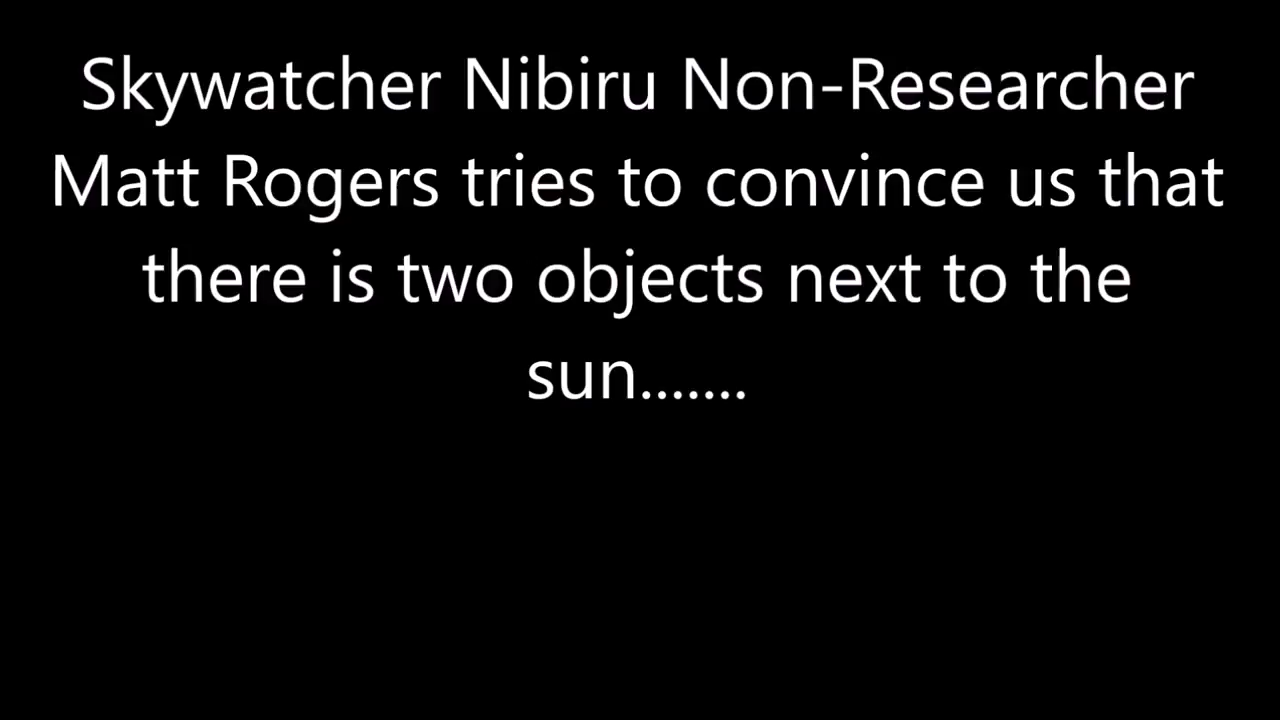 Skywatcher Nibiru Non-Researcher
Matt Rogers tries to convince us that
there is two objects next to the
sun.......